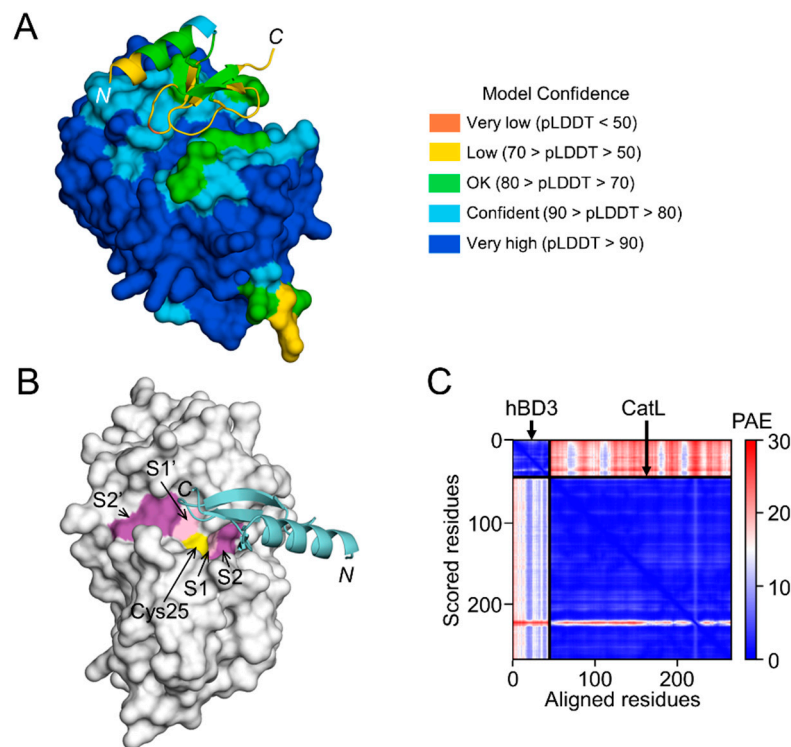 A
C
N
Model Confidence
Very low (pLDDT < 50)
Low (70 > pLDDT > 50)
OK (80 > pLDDT > 70)
Confident (90 > pLDDT > 80)
Very high (pLDDT > 90)
B
S1'
C
S2'
S1
S2
Cys25
N
C
hBD3
CatL
PAE
0
100
200
Scored residues
0
100
200
Aligned residues
30
20
10
0